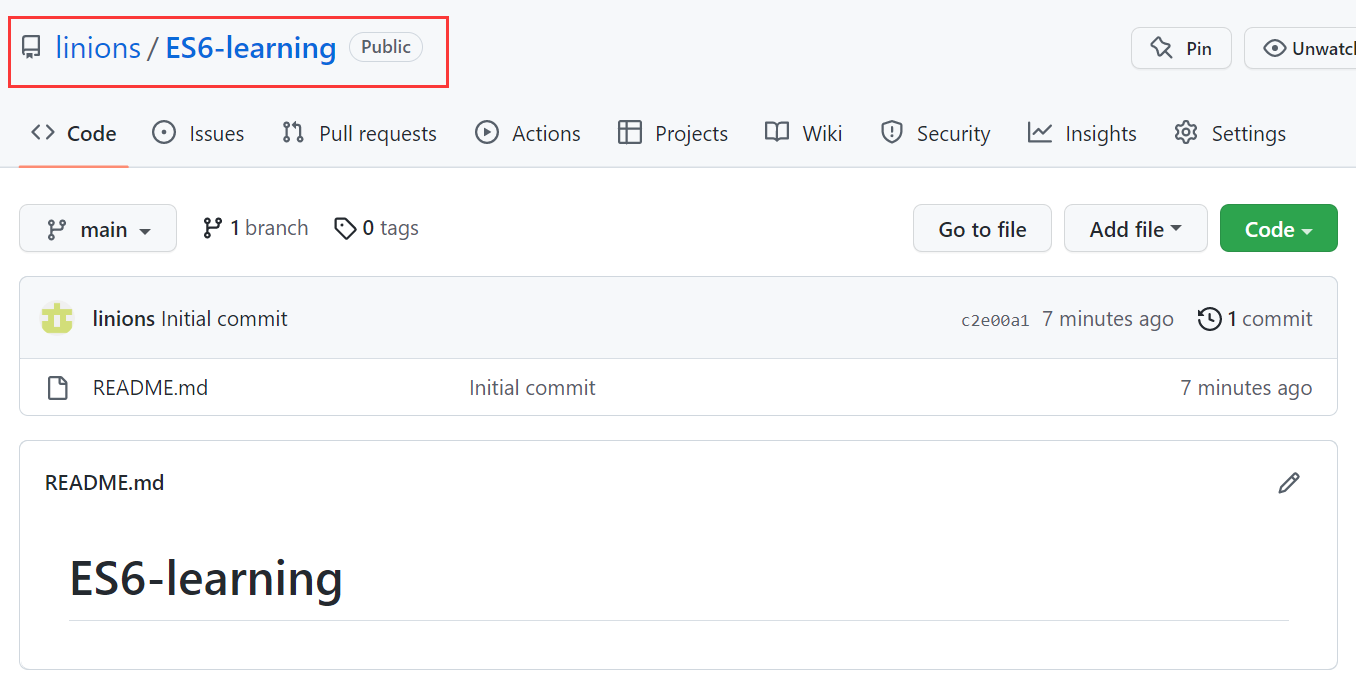 linions / ES6-learning Public
Pin Unwatch
Code Issues Pull requests Actions Projects Wiki Security Insights Settings
main 1 branch 0 tags Go to file Add file Code
linions Initial commit c2e00a1 7 minutes ago 1 commit
README.md Initial commit 7 minutes ago
README.md
ES6-learning